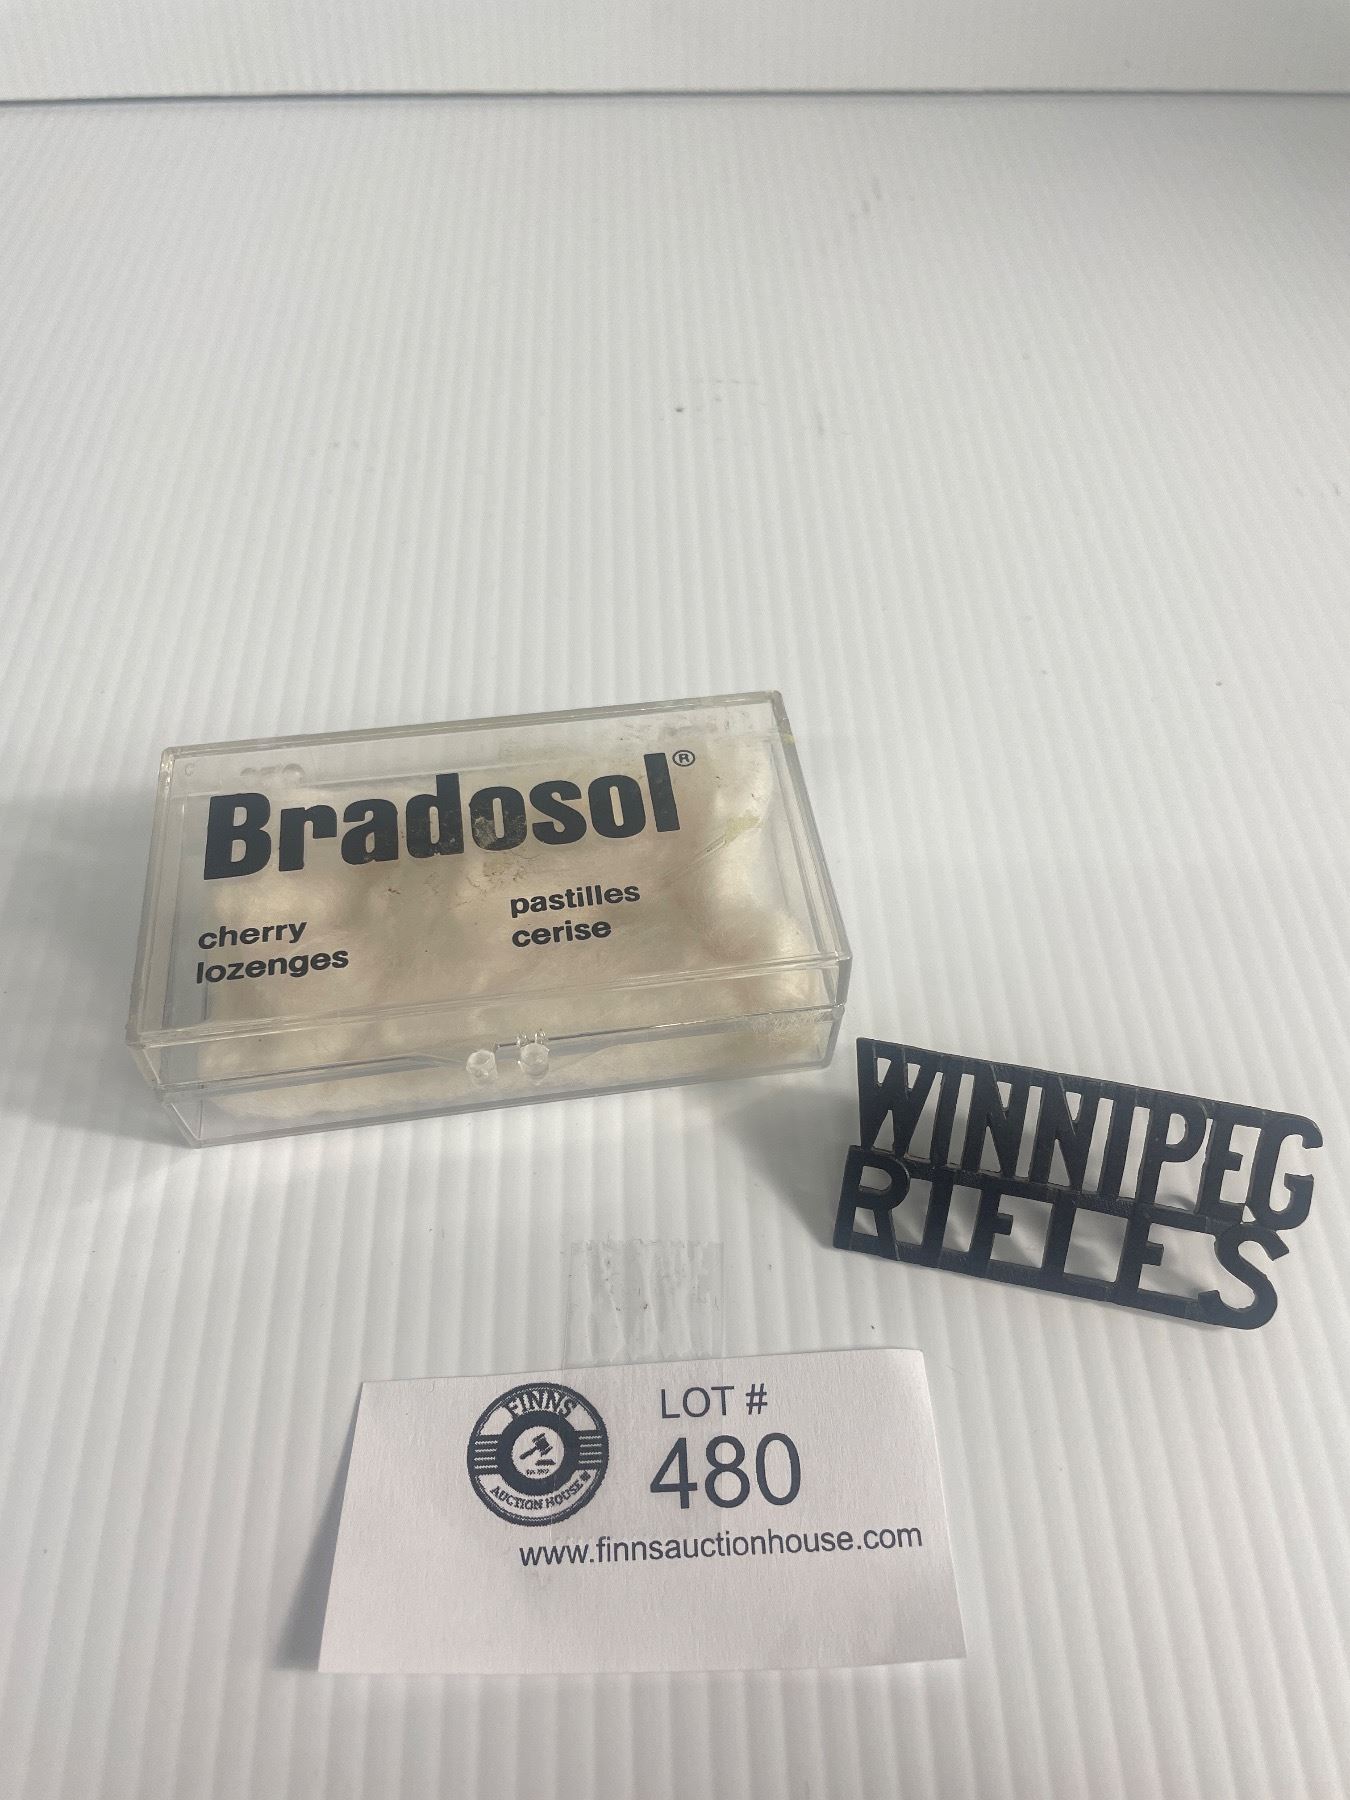 Bradosol®
cherry
lozenges
pastilles
cerise
WINNIPEG
RIFLES
FINNS
AUCTION HOUSE
LOT #
480
www.finnsauctionhouse.com